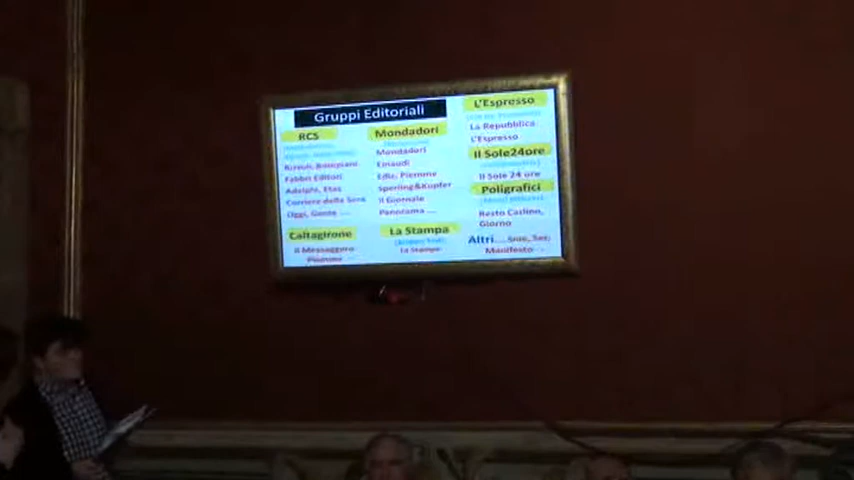 Gruppi Editoriali
RCS
Rizzoli, Bompiani
Fabbri Editori
Adelphi, Etas
Corriere della Sera
Oggi, Gente ...
Caltagirone
Il Messaggero
Mondadori
Mondadori
Einaudi
Edìz. Piemme
Sperling&Kupfer
Il Giornale
Panorama ...
La Stampa
La Stampa
L'Espresso
La Repubblica
L'Espresso
Il Sole24ore
Il Sole 24 ore
Poligrafici
Resto Carlino,
Giorno
Altri...
Manifesto